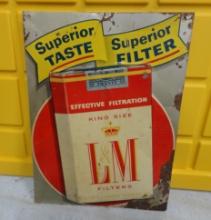 Superior TASTE
Superior FILTER
EFFECTIVE FILTRATION
KING SIZE
L&M
FILTERS